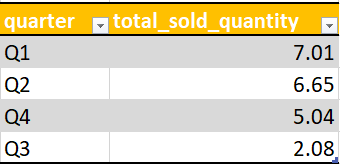 quarter total_sold_quantity
Q1 7.01
Q2 6.65
Q4 5.04
Q3 2.08